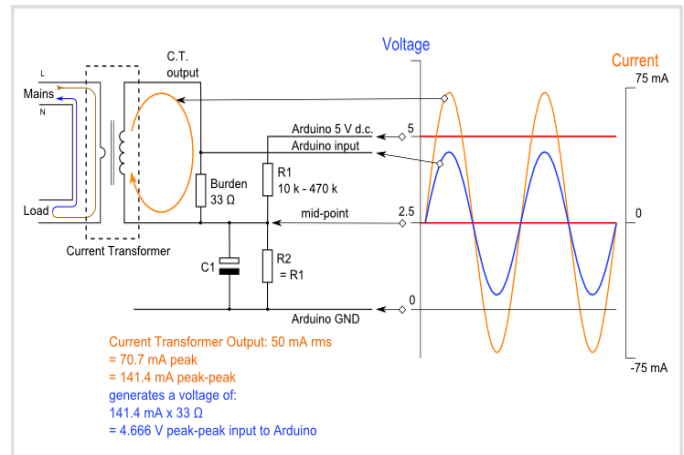 Voltage
Current
C.T.
output
L
Mains
N
75 mA
Arduino 5 V d.c.
5
Arduino input
R1
10 k - 470 k
Burden
33 Ω
mid-point
2.5
0
Load
Current Transformer
C1
R2
= R1
0
Arduino GND
-75 mA
Current Transformer Output: 50 mA rms
= 70.7 mA peak
= 141.4 mA peak-peak
generates a voltage of:
141.4 mA x 33 Ω
= 4.666 V peak-peak input to Arduino